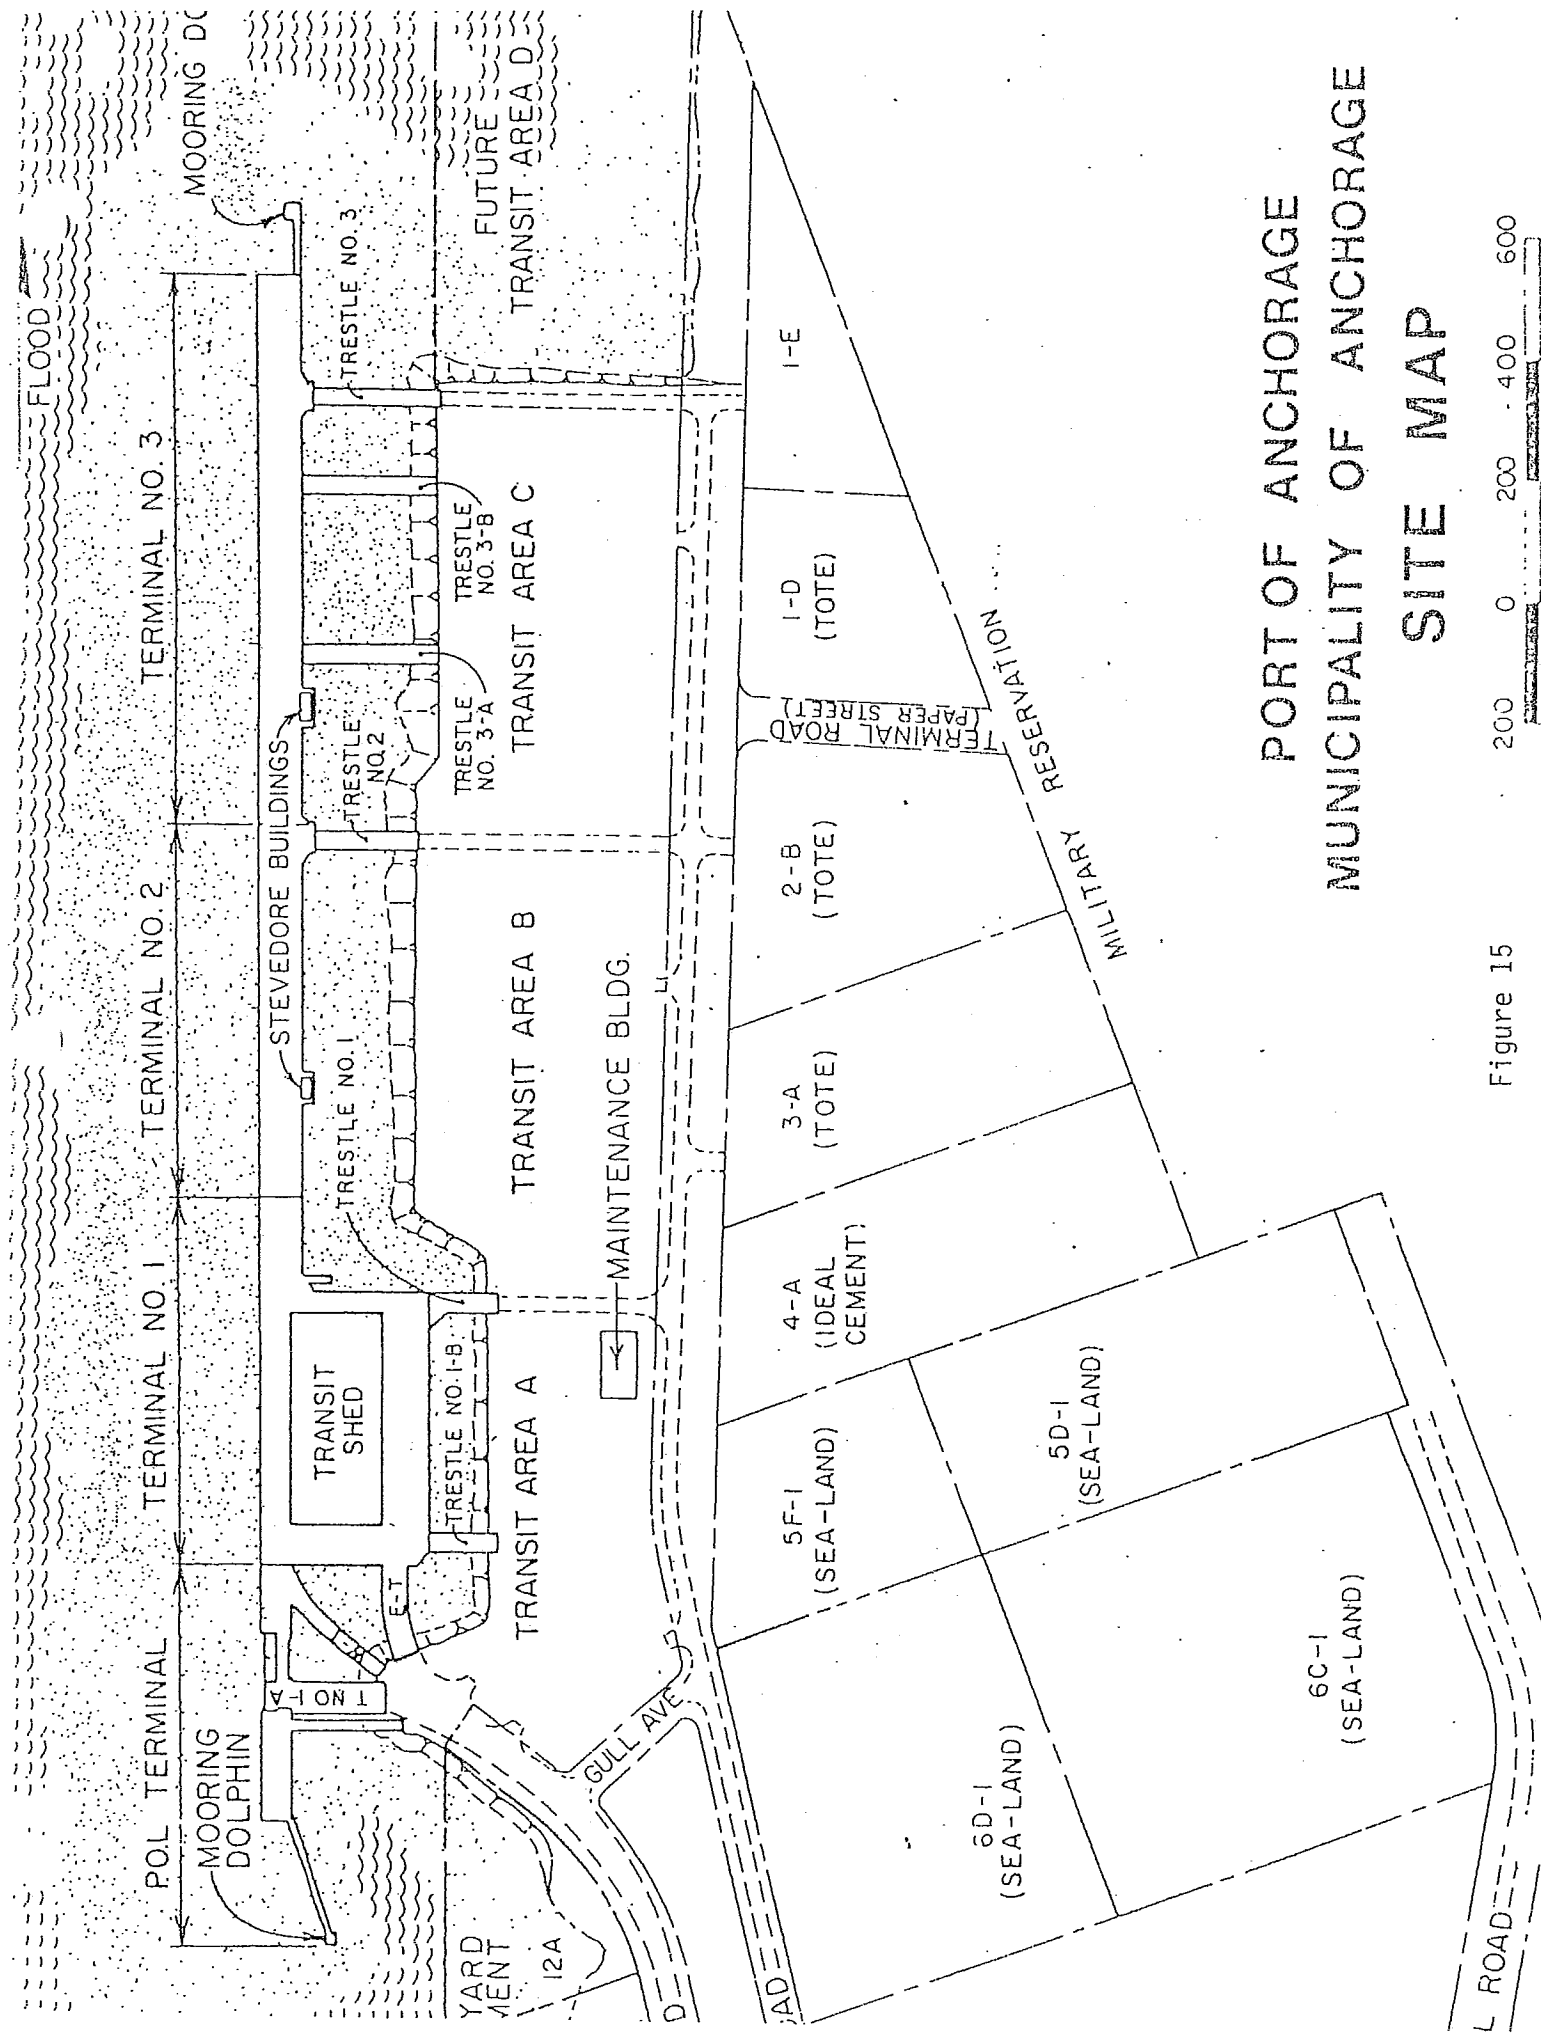 FLOOD
MOORING
P.O.L. TERMINAL
TERMINAL NO. 1
TERMINAL NO. 2
TERMINAL NO. 3
MOORING
DOLPHIN
STEVEDORE BUILDINGS
T NO 1-A
E-T
TRANSIT
SHED
TRESTLE NO. 1-B
TRESTLE NO. 1
TRESTLE
NO. 2
TRESTLE
NO. 3-A
TRESTLE
NO. 3-B
TRESTLE NO. 3
YARD
12A
TRANSIT AREA A
TRANSIT AREA B
TRANSIT AREA C
FUTURE
TRANSIT AREA D
MAINTENANCE BLDG.
GULL AVE
6D-1
(SEA-LAND)
5F-1
(SEA-LAND)
4-A
(IDEAL
CEMENT)
3-A
(TOTE)
2-B
(TOTE)
TERMINAL ROAD
(PAPER STREET)
1-D
(TOTE)
1-E
6C-1
(SEA-LAND)
5D-1
(SEA-LAND)
MILITARY RESERVATION
ROAD
PORT OF ANCHORAGE
MUNICIPALITY OF ANCHORAGE
SITE MAP
200 0 200 400 600
Figure 15